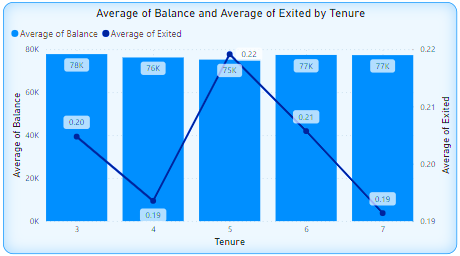 Average of Balance and Average of Exited by Tenure
Average of Balance Average of Exited
80K
60K
40K
20K
0K
Average of Balance
78K
76K
75K
77K
77K
0.20
0.19
0.22
0.21
0.19
0.22
0.21
0.20
0.19
Average of Exited
3 4 5 6 7
Tenure